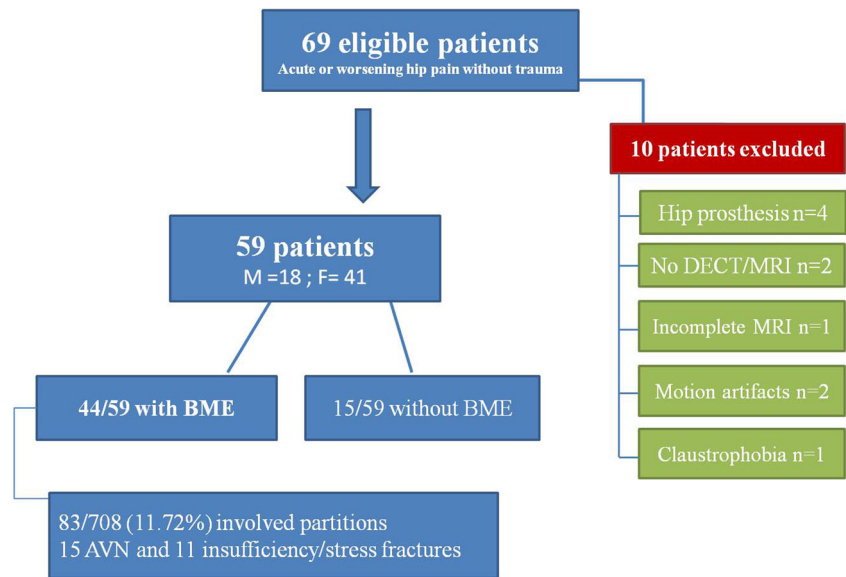 69 eligible patients
Acute or worsening hip pain without trauma
10 patients excluded
Hip prosthesis n=4
No DECT/MRI n=2
Incomplete MRI n=1
Motion artifacts n=2
Claustrophobia n=1
59 patients
M =18 ; F= 41
44/59 with BME
15/59 without BME
83/708 (11.72%) involved partitions
15 AVN and 11 insufficiency/stress fractures